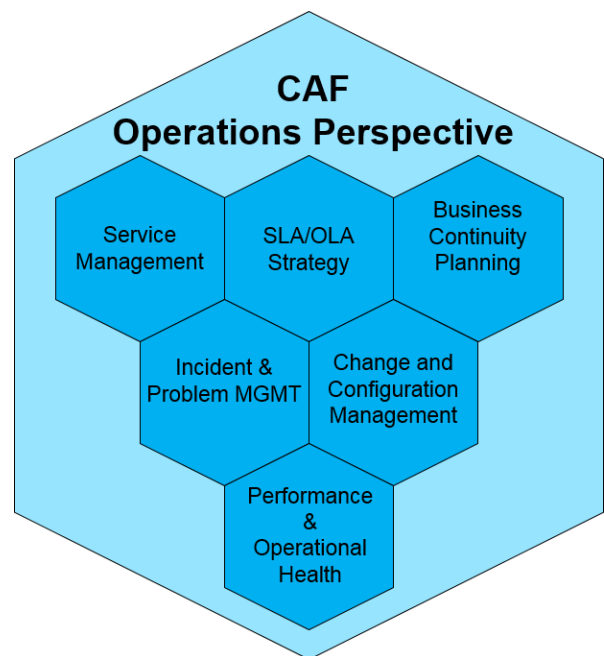 CAF
Operations Perspective
Service
Management
SLA/OLA
Strategy
Business
Continuity
Planning
Incident &
Problem MGMT
Change and
Configuration
Management
Performance
&
Operational
Health